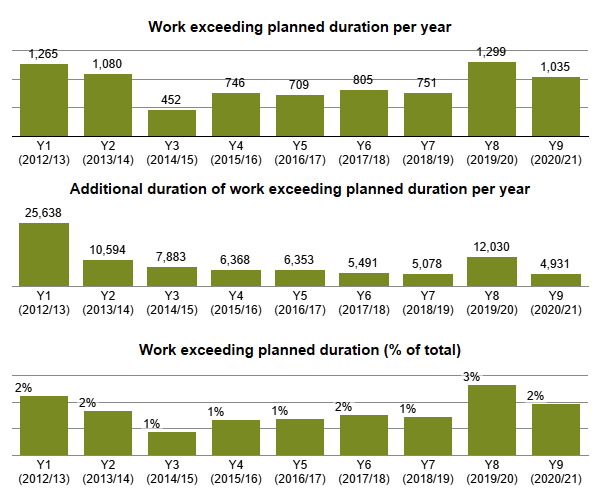 Work exceeding planned duration per year
1,265 1,080 452 746 709 805 751 1,299 1,035
Y1 Y2 Y3 Y4 Y5 Y6 Y7 Y8 Y9
(2012/13) (2013/14) (2014/15) (2015/16) (2016/17) (2017/18) (2018/19) (2019/20) (2020/21)
Additional duration of work exceeding planned duration per year
25,638 10,594 7,883 6,368 6,353 5,491 5,078 12,030 4,931
Y1 Y2 Y3 Y4 Y5 Y6 Y7 Y8 Y9
(2012/13) (2013/14) (2014/15) (2015/16) (2016/17) (2017/18) (2018/19) (2019/20) (2020/21)
Work exceeding planned duration (% of total)
2% 2% 1% 1% 1% 2% 1% 3% 2%
Y1 Y2 Y3 Y4 Y5 Y6 Y7 Y8 Y9
(2012/13) (2013/14) (2014/15) (2015/16) (2016/17) (2017/18) (2018/19) (2019/20) (2020/21)